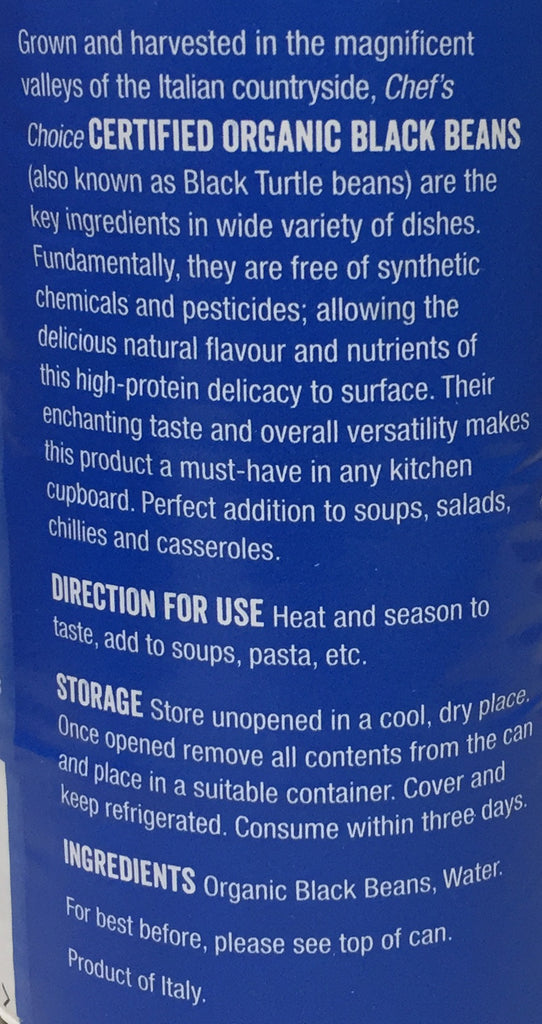 Grown and harvested in the magnificent
valleys of the Italian countryside, Chef's
Choice CERTIFIED ORGANIC BLACK BEANS
(also known as Black Turtle beans) are the
key ingredients in wide variety of dishes.
Fundamentally, they are free of synthetic
chemicals and pesticides; allowing the
delicious natural flavour and nutrients of
this high-protein delicacy to surface. Their
enchanting taste and overall versatility makes
this product a must-have in any kitchen
cupboard. Perfect addition to soups, salads,
chillies and casseroles.
DIRECTION FOR USE Heat and season to
taste, add to soups, pasta, etc.
STORAGE Store unopened in a cool, dry place.
Once opened remove all contents from the can
and place in a suitable container. Cover and
keep refrigerated. Consume within three days.
INGREDIENTS Organic Black Beans, Water.
For best before, please see top of can.
Product of Italy.